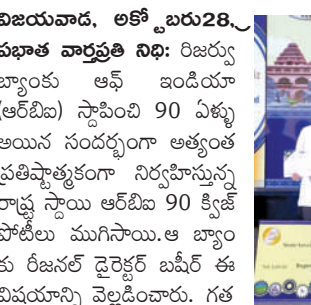 విజయవాడ, అక్టోబరు28,
ప్రభాత వార్తప్రతి నిధి: రిజర్వు
బ్యాంకు ఆఫ్ ఇండియా
(ఆర్‌బిఐ) స్థాపించి 90 ఏళ్ళు
అయిన సందర్భంగా అత్యంత
ప్రతిష్టాత్మకంగా నిర్వహిస్తున్న
రాష్ట్ర స్థాయి ఆర్‌బిఐ 90 క్విజ్
పోటీలు ముగిసాయి.ఆ బ్యాం
కు రీజనల్ డైరెక్టర్ బషీర్ ఈ
విషయాన్ని వెల్లడించారు. గత